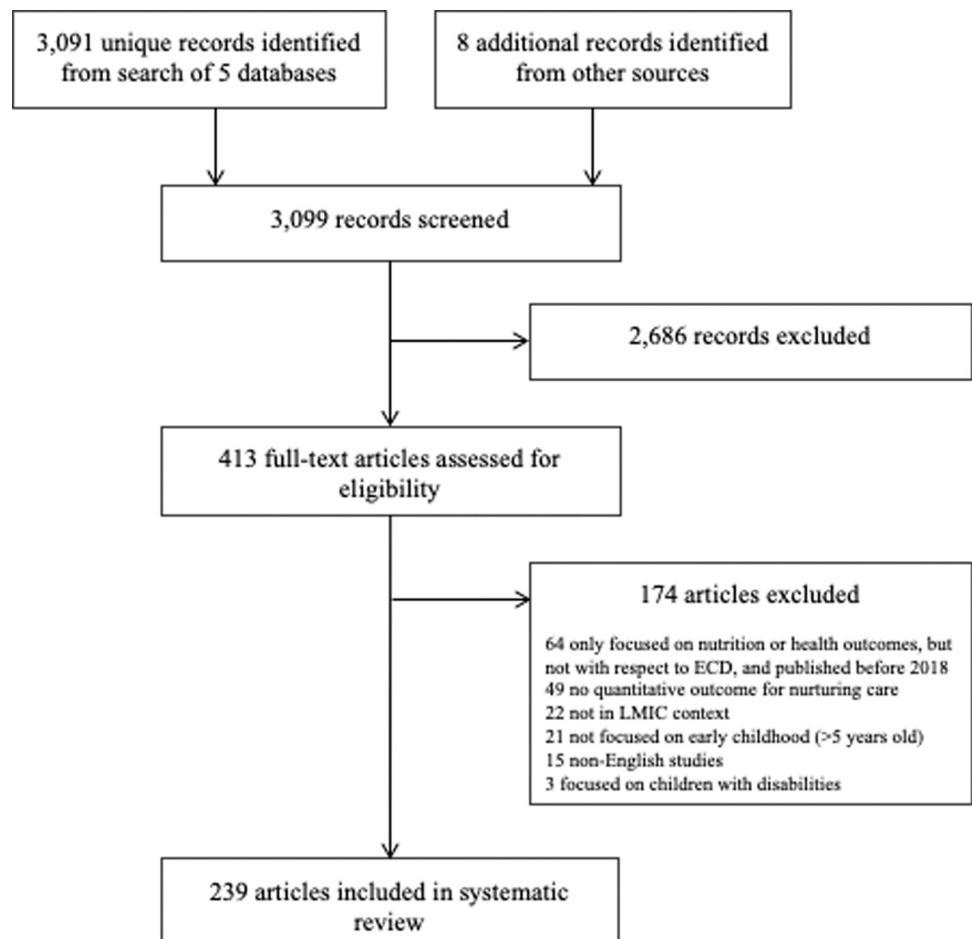 3,091 unique records identified
from search of 5 databases
8 additional records identified
from other sources
3,099 records screened
2,686 records excluded
413 full-text articles assessed for
eligibility
174 articles excluded
64 only focused on nutrition or health outcomes, but
not with respect to ECD, and published before 2018
49 no quantitative outcome for nurturing care
22 not in LMIC context
21 not focused on early childhood (>5 years old)
15 non-English studies
3 focused on children with disabilities
239 articles included in systematic
review